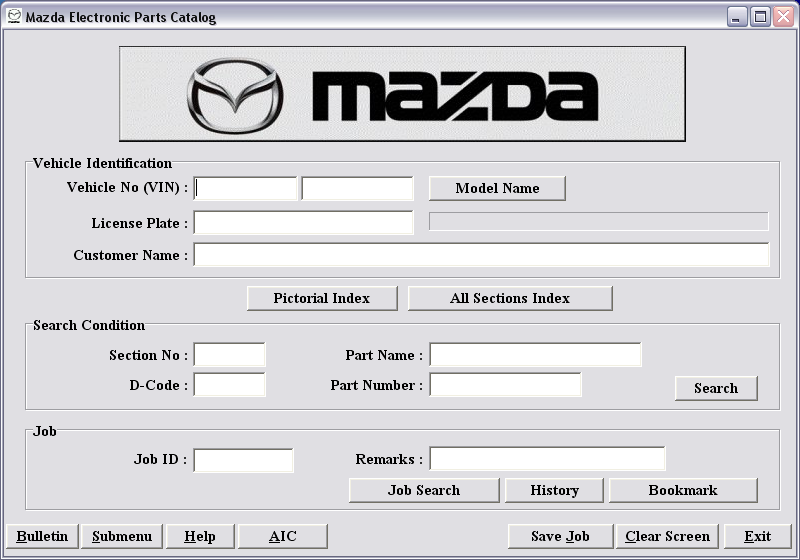 Mazda Electronic Parts Catalog
mazda
Vehicle Identification
Vehicle No (VIN) :
Model Name
License Plate :
Customer Name :
Pictorial Index
All Sections Index
Search Condition
Section No :
Part Name :
D-Code :
Part Number :
Search
Job
Job ID :
Remarks :
Job Search
History
Bookmark
Bulletin
Submenu
Help
AIC
Save Job
Clear Screen
Exit